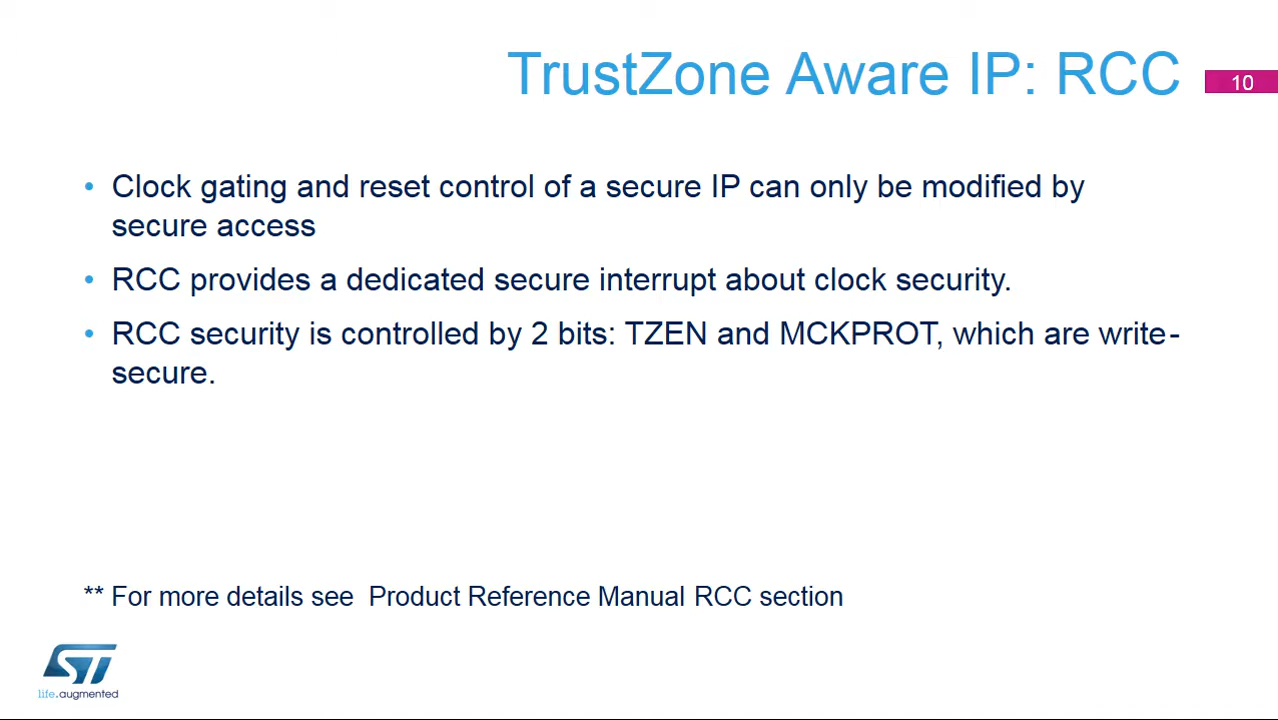 TrustZone Aware IP: RCC
10
• Clock gating and reset control of a secure IP can only be modified by
secure access
• RCC provides a dedicated secure interrupt about clock security.
• RCC security is controlled by 2 bits: TZEN and MCKPROT, which are write-
secure.
** For more details see  Product Reference Manual RCC section
ST
life.augmented